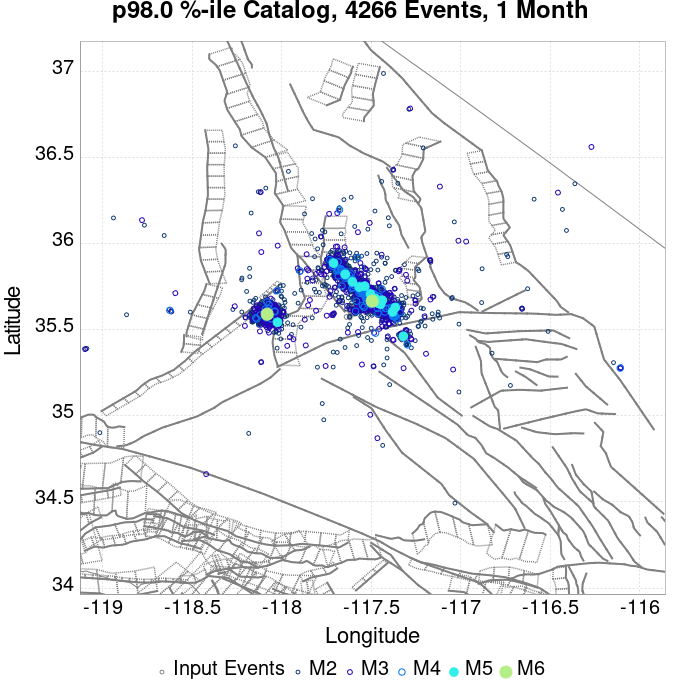 p98.0 %-ile Catalog, 4266 Events, 1 Month
37
36.5
36
35.5
35
34.5
34
Latitude
-119 -118.5 -118 -117.5 -117 -116.5 -116
Longitude
Input Events M2 M3 M4 M5 M6